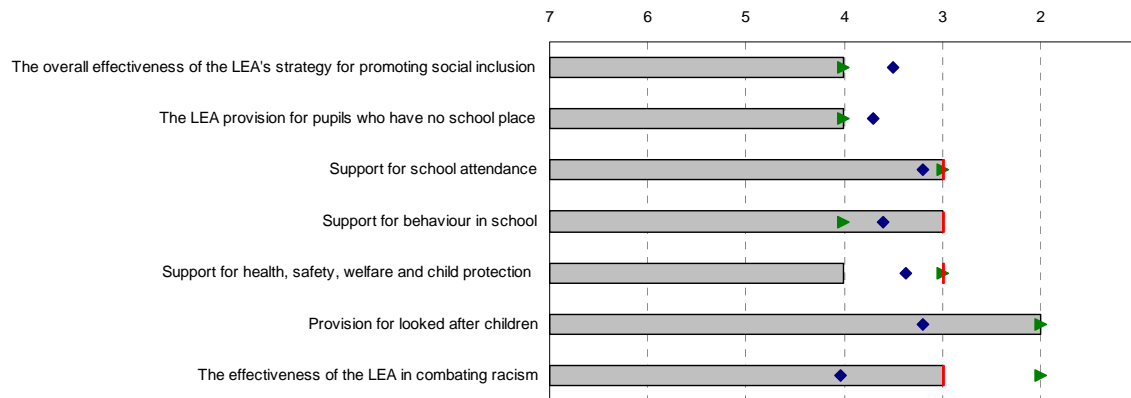 7 6 5 4 3 2
The overall effectiveness of the LEA's strategy for promoting social inclusion
The LEA provision for pupils who have no school place
Support for school attendance
Support for behaviour in school
Support for health, safety, welfare and child protection
Provision for looked after children
The effectiveness of the LEA in combating racism